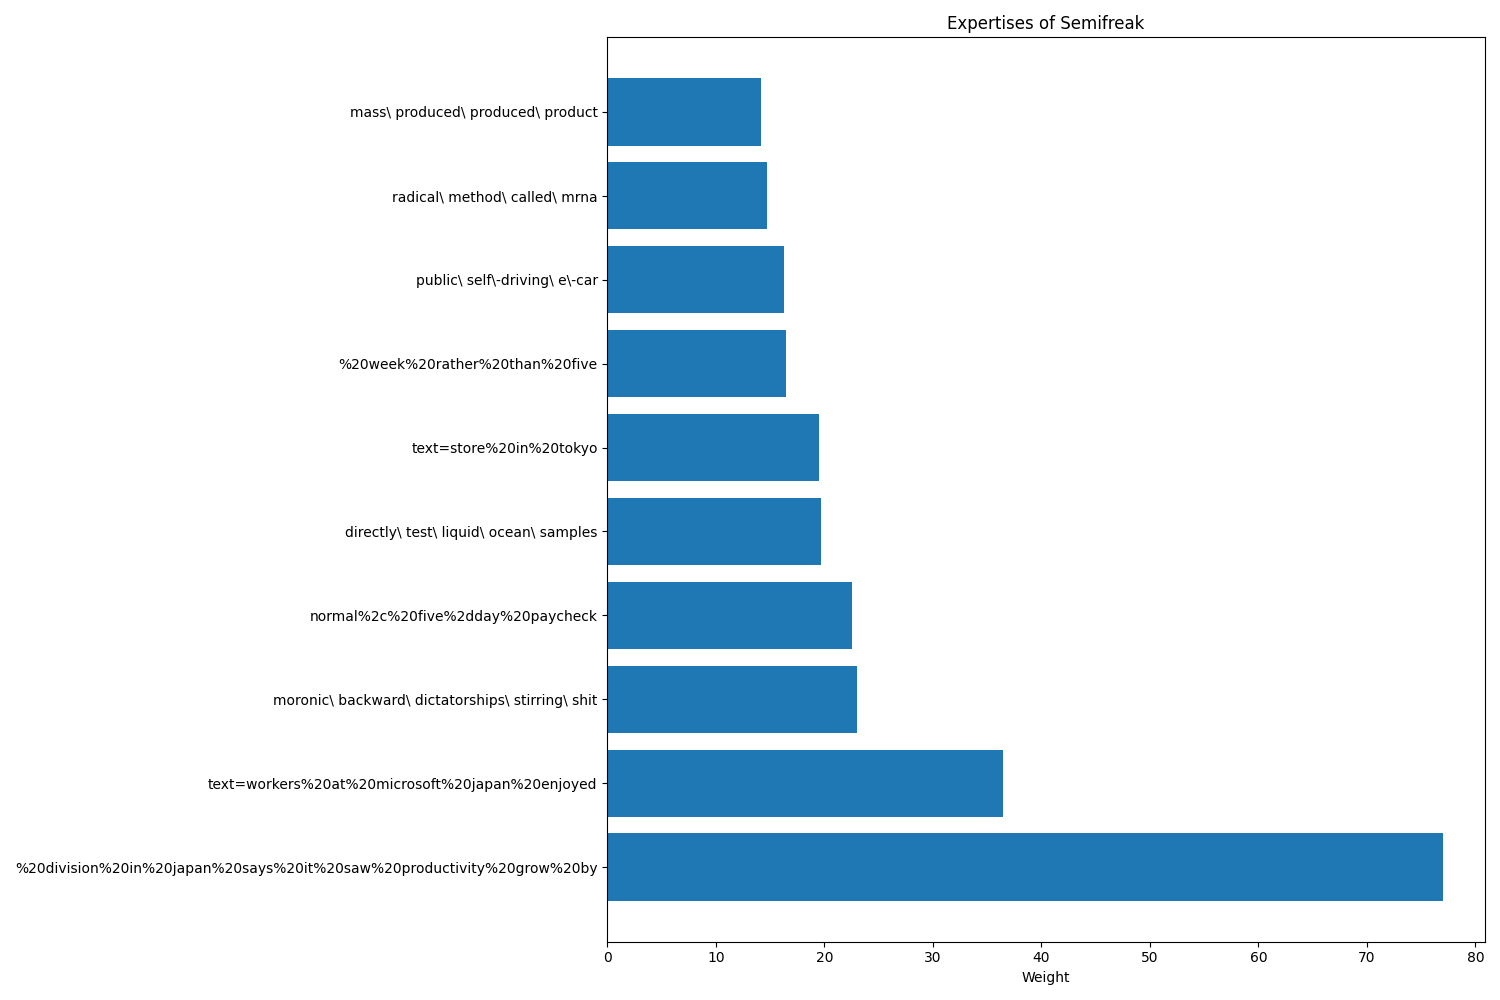 Expertises of Semifreak
mass\ produced\ produced\ product
radical\ method\ called\ mrna
public\ self\-driving\ e\-car
%20week%20rather%20than%20five
text=store%20in%20tokyo
directly\ test\ liquid\ ocean\ samples
normal%2c%20five%2dday%20paycheck
moronic\ backward\ dictatorships\ stirring\ shit
text=workers%20at%20microsoft%20japan%20enjoyed
%20division%20in%20japan%20says%20it%20saw%20productivity%20grow%20by
0 10 20 30 40 50 60 70 80
Weight